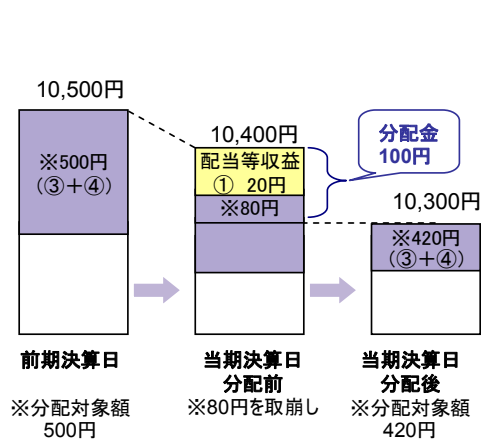 10,500円
※500円
(③+④)
前期決算日
※分配対象額
500円
10,400円
配当等収益
① 20円
※80円
当期決算日
分配前
※80円を取崩し
分配金
100円
10,300円
※420円
(③+④)
当期決算日
分配後
※分配対象額
420円